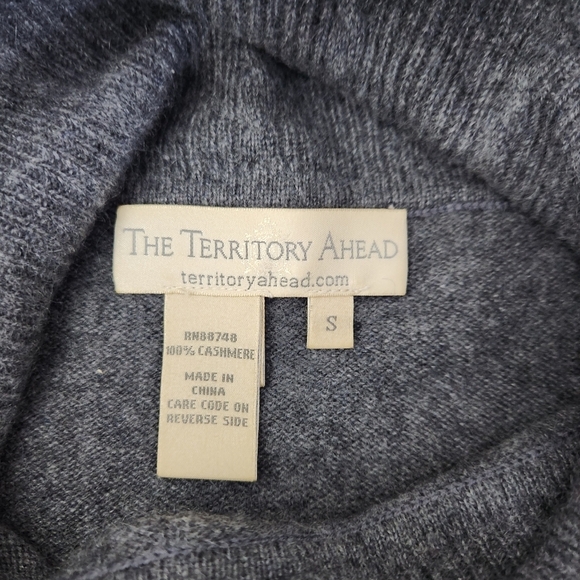 THE TERRITORY AHEAD
territoryahead.com
S
RN88748
100% CASHMERE
MADE IN
CHINA
CARE CODE ON
REVERSE SIDE